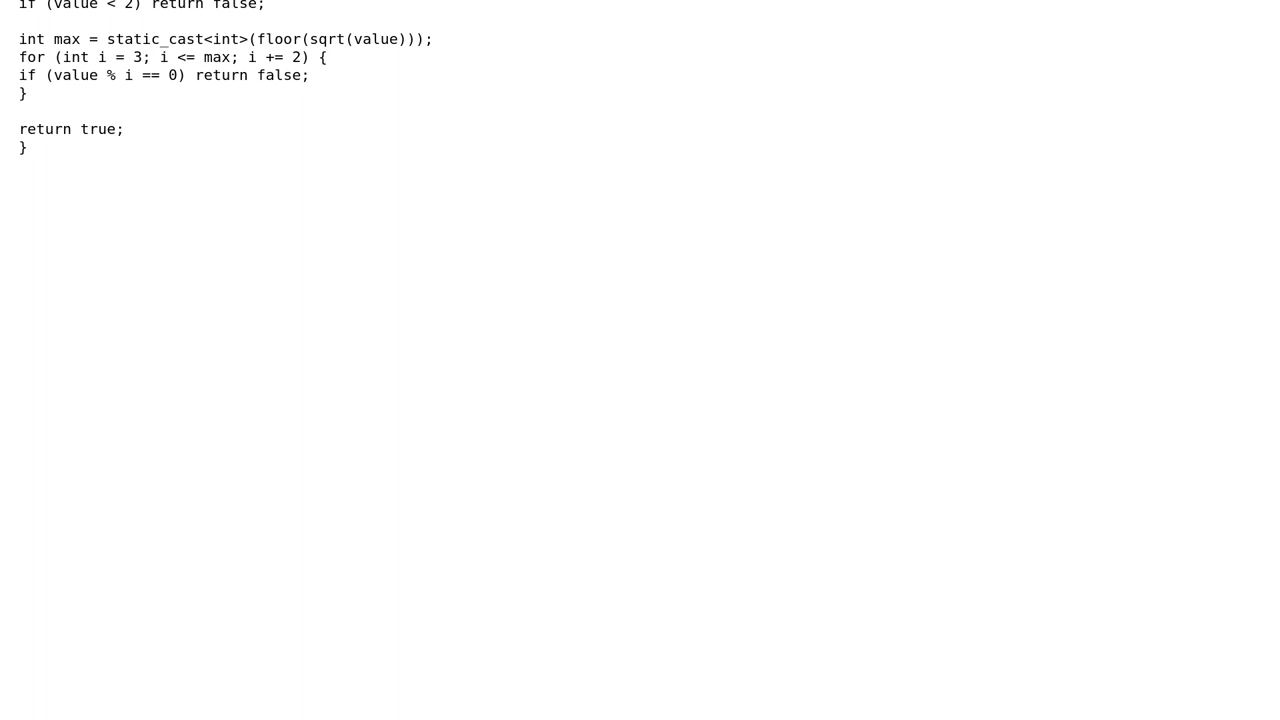 if (value < 2) return false;
int max = static_cast<int>(floor(sqrt(value)));
for (int i = 3; i <= max; i += 2) {
if (value % i == 0) return false;
}
return true;
}